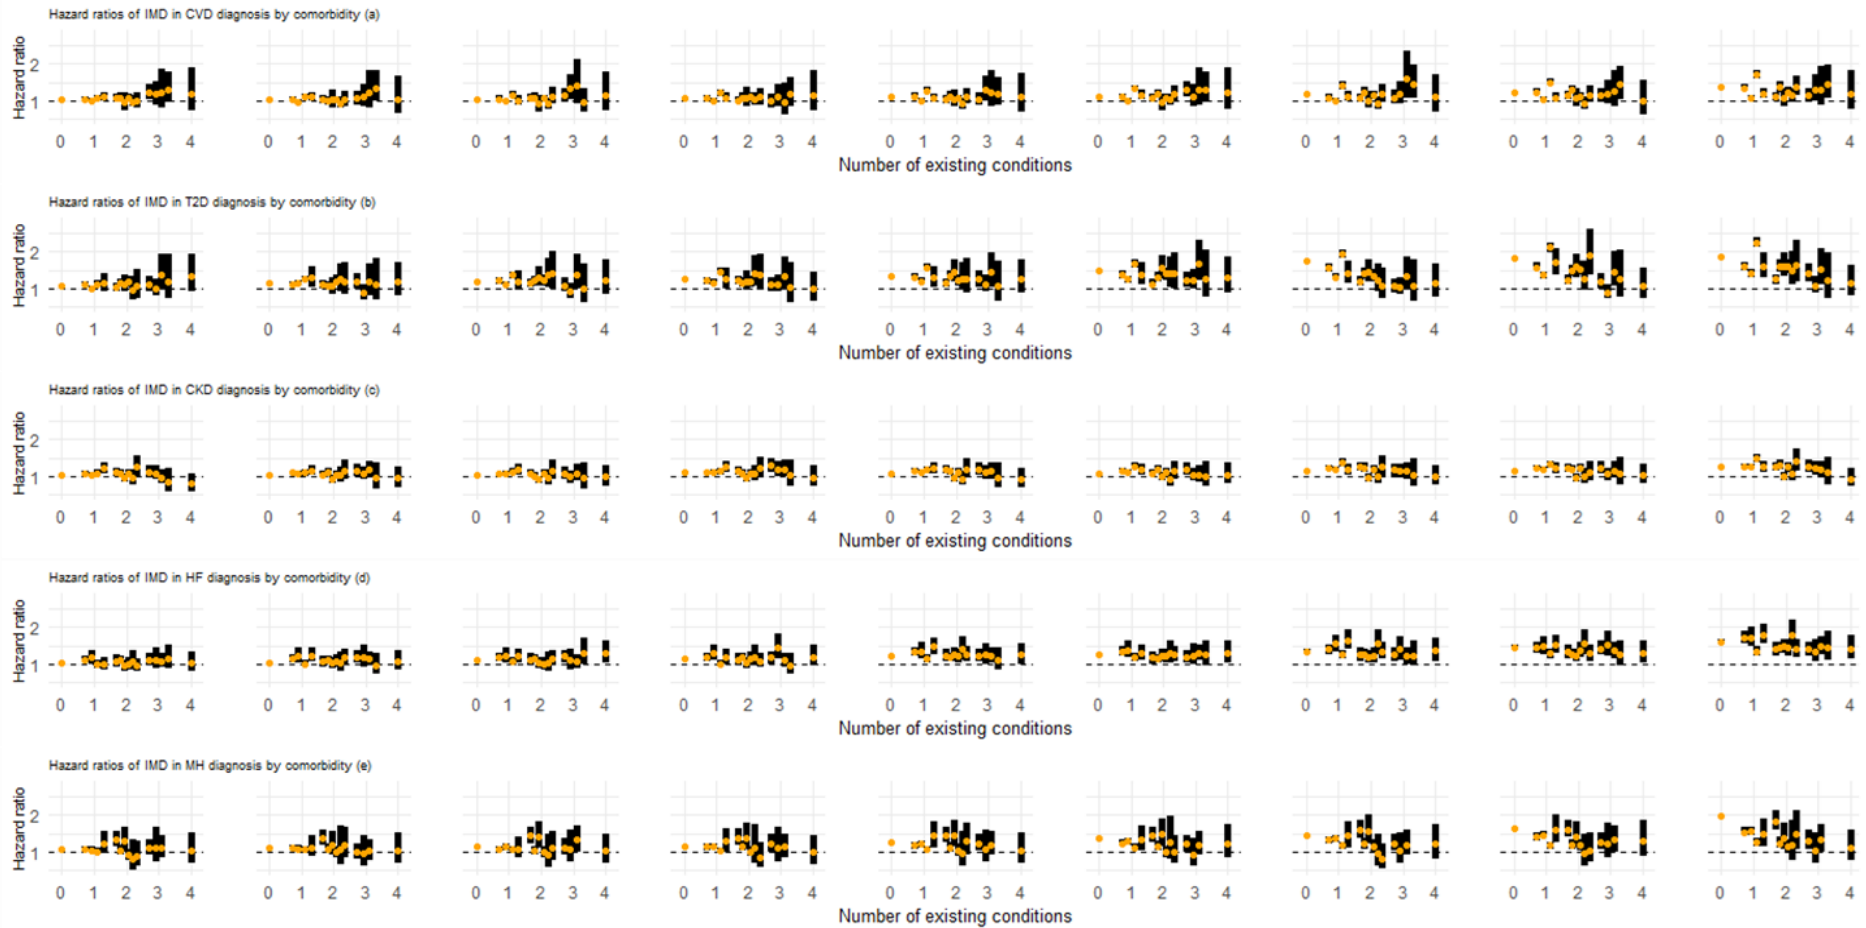 Hazard ratios of IMD in CVD diagnosis by comorbidity (a)
Hazard ratio
2
1
0 1 2 3 4 0 1 2 3 4 0 1 2 3 4 0 1 2 3 4 0 1 2 3 4 0 1 2 3 4 0 1 2 3 4 0 1 2 3 4 0 1 2 3 4
Number of existing conditions
Hazard ratios of IMD in T2D diagnosis by comorbidity (b)
Hazard ratio
2
1
0 1 2 3 4 0 1 2 3 4 0 1 2 3 4 0 1 2 3 4 0 1 2 3 4 0 1 2 3 4 0 1 2 3 4 0 1 2 3 4 0 1 2 3 4
Number of existing conditions
Hazard ratios of IMD in CKD diagnosis by comorbidity (c)
Hazard ratio
2
1
0 1 2 3 4 0 1 2 3 4 0 1 2 3 4 0 1 2 3 4 0 1 2 3 4 0 1 2 3 4 0 1 2 3 4 0 1 2 3 4 0 1 2 3 4
Number of existing conditions
Hazard ratios of IMD in HF diagnosis by comorbidity (d)
Hazard ratio
2
1
0 1 2 3 4 0 1 2 3 4 0 1 2 3 4 0 1 2 3 4 0 1 2 3 4 0 1 2 3 4 0 1 2 3 4 0 1 2 3 4 0 1 2 3 4
Number of existing conditions
Hazard ratios of IMD in MH diagnosis by comorbidity (e)
Hazard ratio
2
1
0 1 2 3 4 0 1 2 3 4 0 1 2 3 4 0 1 2 3 4 0 1 2 3 4 0 1 2 3 4 0 1 2 3 4 0 1 2 3 4 0 1 2 3 4
Number of existing conditions